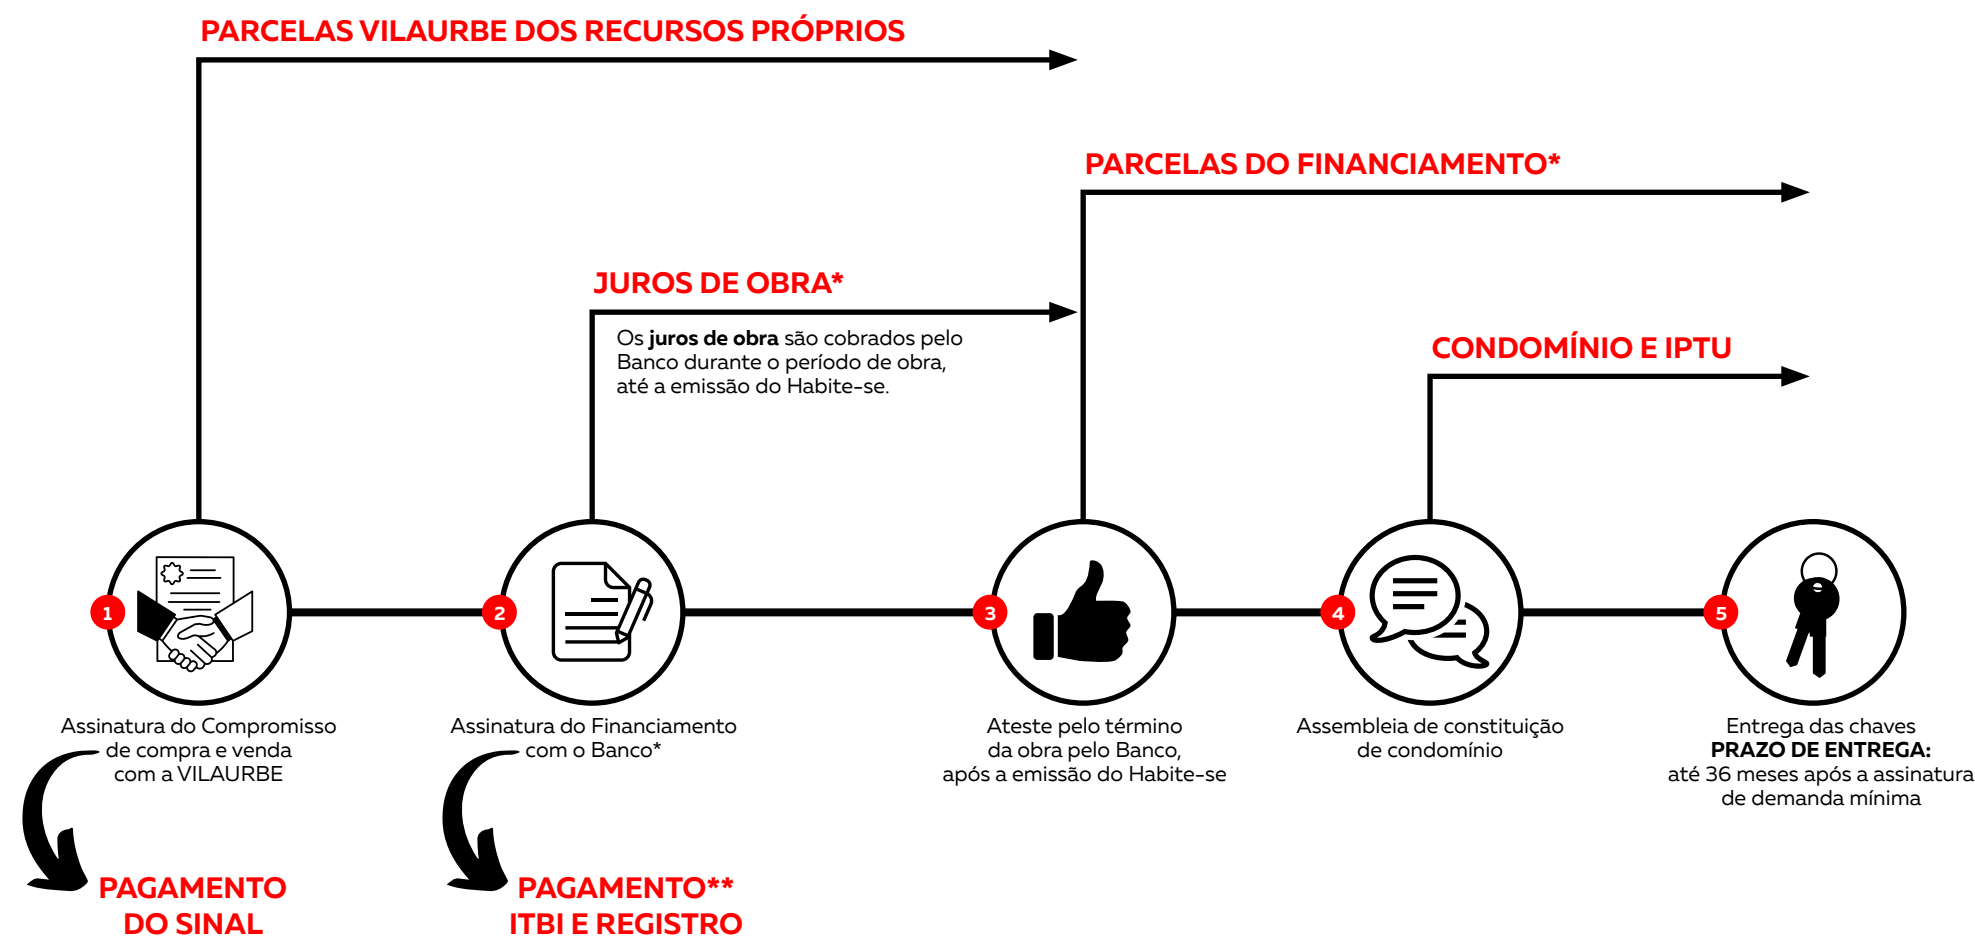 PARCELAS VILAURBE DOS RECURSOS PRÓPRIOS
PARCELAS DO FINANCIAMENTO*
JUROS DE OBRA*
Os juros de obra são cobrados pelo
Banco durante o período de obra,
até a emissão do Habite-se.
CONDOMÍNIO E IPTU
1
2
3
4
5
Assinatura do Compromisso
de compra e venda
com a VILAURBE
Assinatura do Financiamento
com o Banco*
Ateste pelo término
da obra pelo Banco,
após a emissão do Habite-se
Assembleia de constituição
de condomínio
Entrega das chaves
PRAZO DE ENTREGA:
até 36 meses após a assinatura
de demanda mínima
PAGAMENTO
DO SINAL
PAGAMENTO**
ITBI E REGISTRO